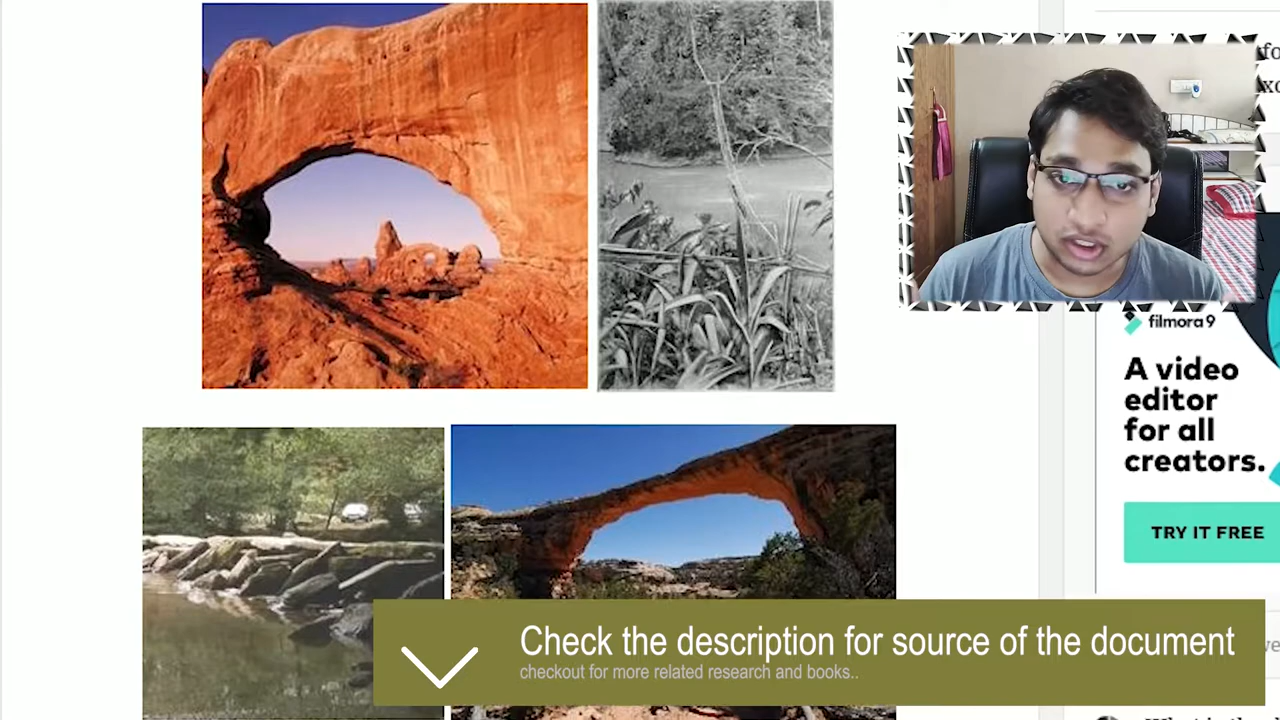 filmora9
A video
editor
for all
creators.
TRY IT FREE
Check the description for source of the document
checkout for more related research and books..